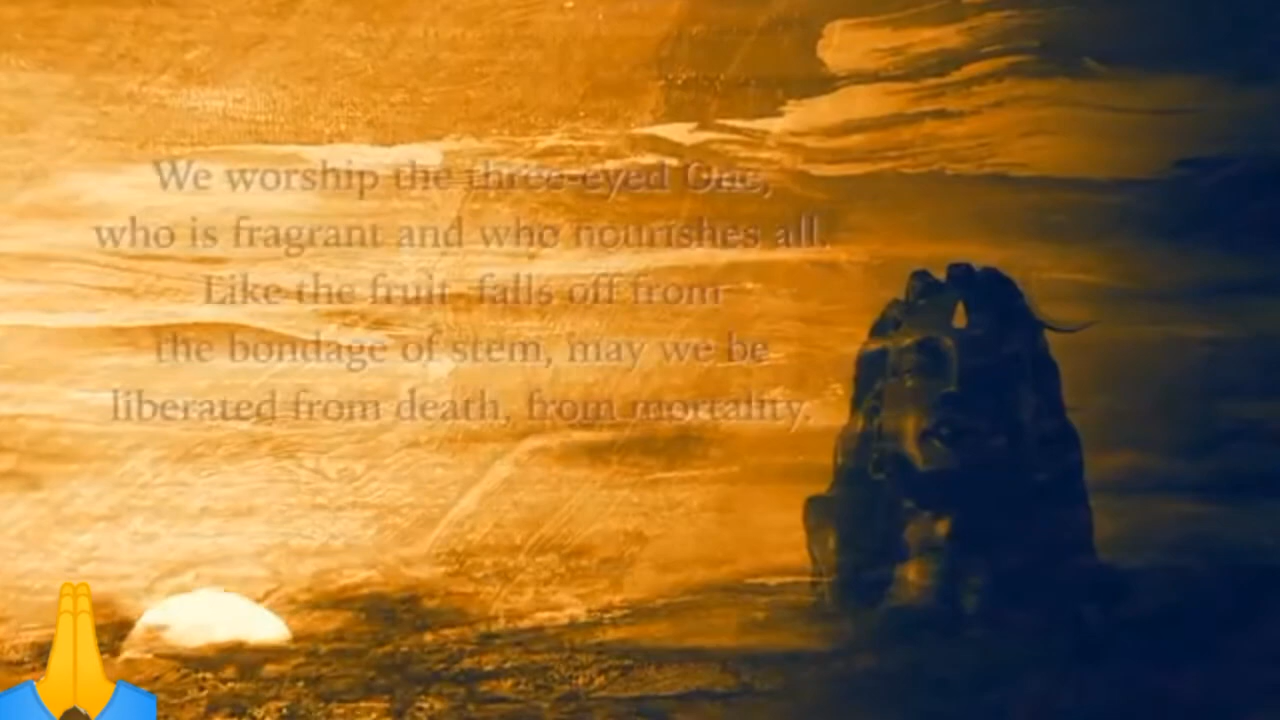 We worship the three-eyed One,
who is fragrant and who nourishes all.
Like the fruit falls off from
the bondage of stem, may we be
liberated from death, from mortality.